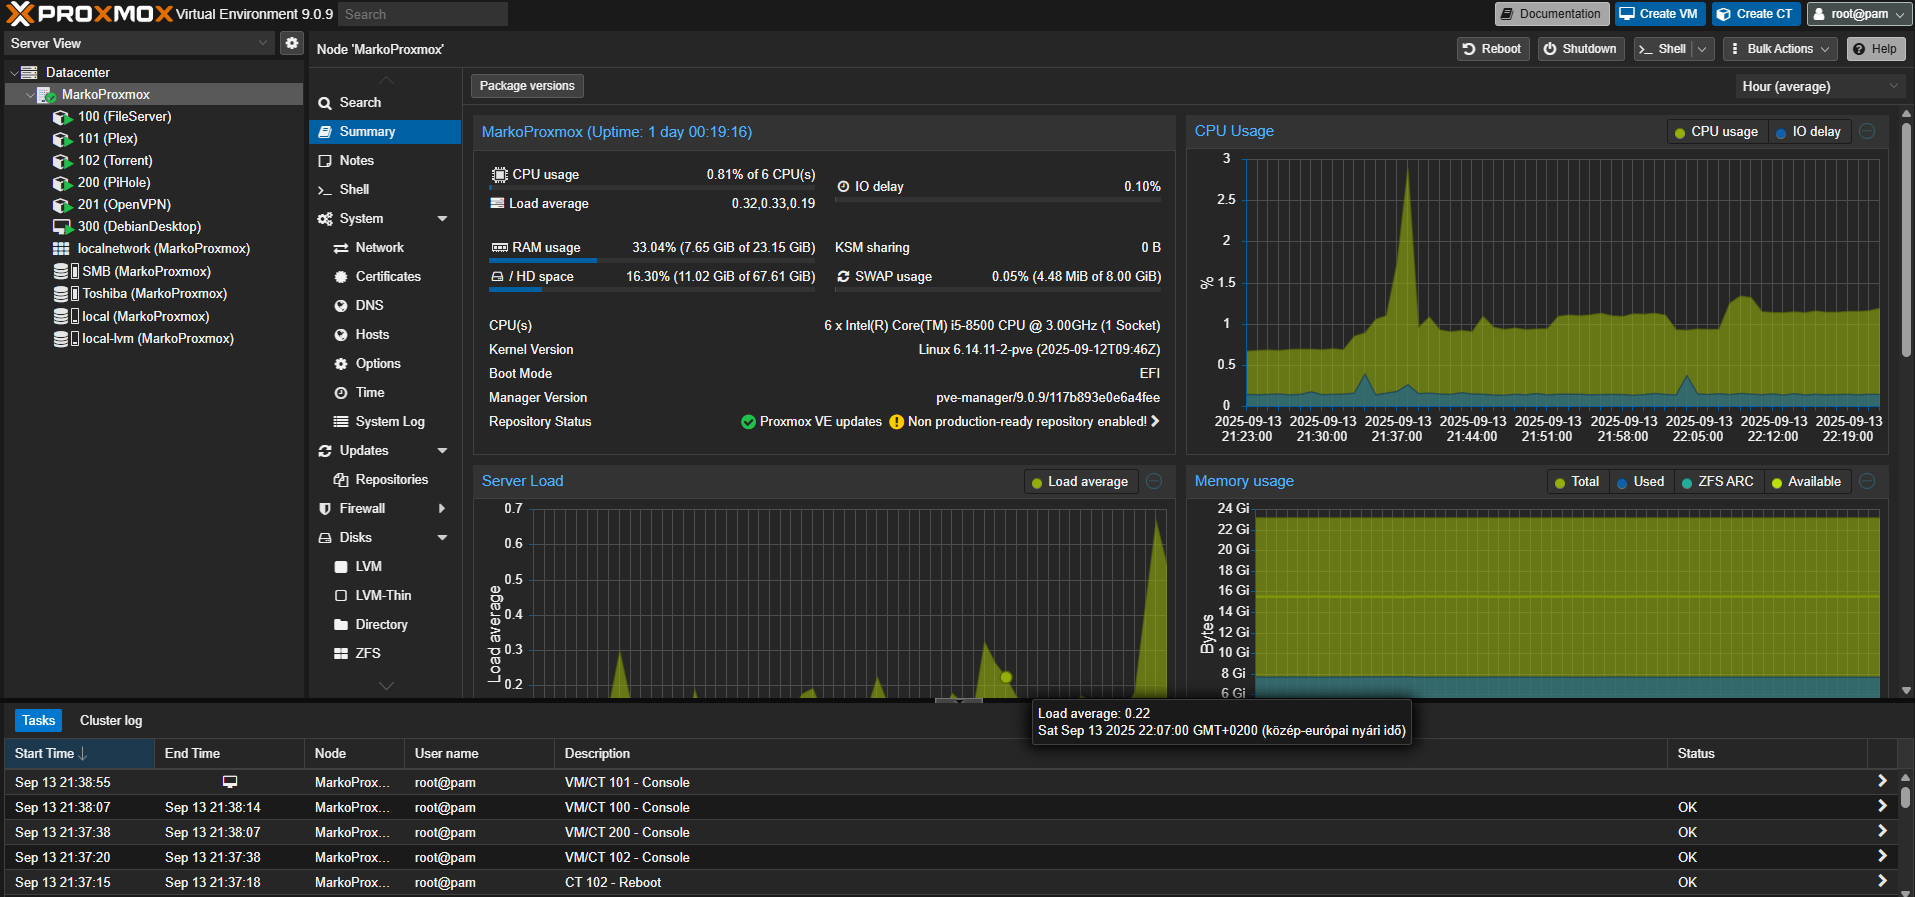 PROXMOX Virtual Environment 9.0.9 Search Documentation Create VM Create CT root@pam
Server View
Node 'MarkoProxmox' Reboot Shutdown Shell Bulk Actions Help
Datacenter
MarkoProxmox
100 (FileServer)
101 (Plex)
102 (Torrent)
200 (PiHole)
201 (OpenVPN)
300 (DebianDesktop)
localnetwork (MarkoProxmox)
SMB (MarkoProxmox)
Toshiba (MarkoProxmox)
local (MarkoProxmox)
local-lvm (MarkoProxmox)
Search
Summary
Notes
Shell
System
Network
Certificates
DNS
Hosts
Options
Time
System Log
Updates
Repositories
Firewall
Disks
LVM
LVM-Thin
Directory
ZFS
Package versions Hour (average)
MarkoProxmox (Uptime: 1 day 00:19:16)
CPU usage 0.81% of 6 CPU(s)
IO delay 0.10%
Load average 0.32,0.33,0.19
RAM usage 33.04% (7.65 GiB of 23.15 GiB)
KSM sharing 0 B
/ HD space 16.30% (11.02 GiB of 67.61 GiB)
SWAP usage 0.05% (4.48 MiB of 8.00 GiB)
CPU(s) 6 x Intel(R) Core(TM) i5-8500 CPU @ 3.00GHz (1 Socket)
Kernel Version Linux 6.14.11-2-pve (2025-09-12T09:46Z)
Boot Mode EFI
Manager Version pve-manager/9.0.9/117b893e0e6a4fee
Repository Status Proxmox VE updates Non production-ready repository enabled!
CPU Usage CPU usage IO delay
3
2.5
2
% 1.5
1
0.5
0
2025-09-13 2025-09-13 2025-09-13 2025-09-13 2025-09-13 2025-09-13 2025-09-13 2025-09-13 2025-09-13
21:23:00 21:30:00 21:37:00 21:44:00 21:51:00 21:58:00 22:05:00 22:12:00 22:19:00
Server Load Load average
0.7
0.6
0.5
0.4
0.3
0.2
Load average
Memory usage Total Used ZFS ARC Available
24 Gi
22 Gi
20 Gi
18 Gi
16 Gi
14 Gi
12 Gi
10 Gi
8 Gi
6 Gi
Bytes
Load average: 0.22
Sat Sep 13 2025 22:07:00 GMT+0200 (közép-európai nyári idő)
Tasks Cluster log
Start Time End Time Node User name Description Status
Sep 13 21:38:55 MarkoProx... root@pam VM/CT 101 - Console
Sep 13 21:38:07 Sep 13 21:38:14 MarkoProx... root@pam VM/CT 100 - Console OK
Sep 13 21:37:38 Sep 13 21:38:07 MarkoProx... root@pam VM/CT 200 - Console OK
Sep 13 21:37:20 Sep 13 21:37:38 MarkoProx... root@pam VM/CT 102 - Console OK
Sep 13 21:37:15 Sep 13 21:37:18 MarkoProx... root@pam CT 102 - Reboot OK